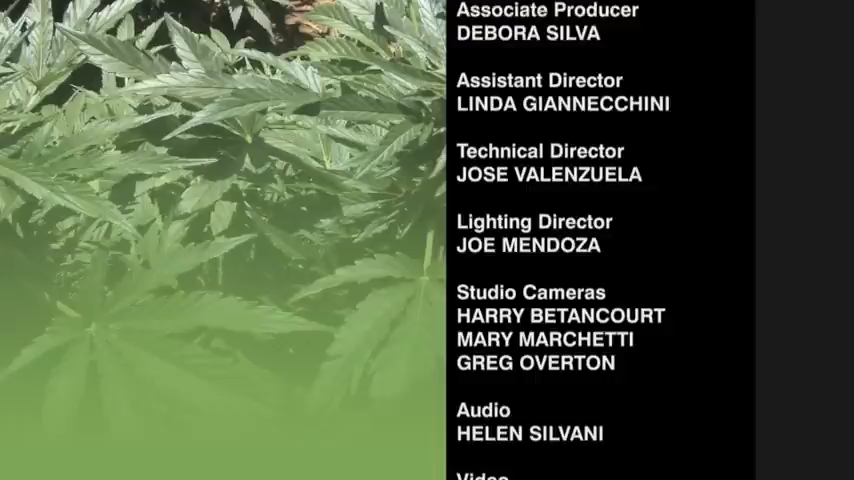 Associate Producer
DEBORA SILVA
Assistant Director
LINDA GIANNECCHINI
Technical Director
JOSE VALENZUELA
Lighting Director
JOE MENDOZA
Studio Cameras
HARRY BETANCOURT
MARY MARCHETTI
GREG OVERTON
Audio
HELEN SILVANI
Video